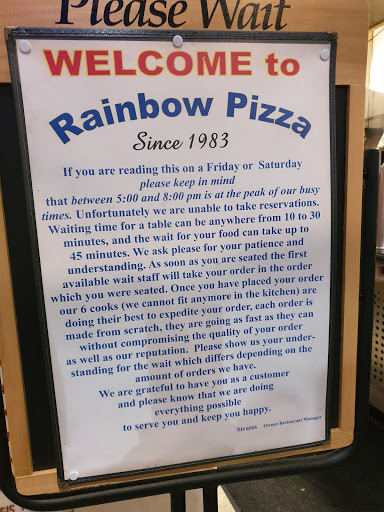 Please Wait
WELCOME to
Rainbow Pizza
Since 1983
If you are reading this on a Friday or Saturday
please keep in mind
that between 5:00 and 8:00 pm is at the peak of our busy
times. Unfortunately we are unable to take reservations.
Waiting time for a table can be anywhere from 10 to 30
minutes, and the wait for your food can take up to
45 minutes. We ask please for your patience and
understanding. As soon as you are seated the first
available wait staff will take your order in the order
which you were seated. Once you have placed your order
our 6 cooks (we cannot fit anymore in the kitchen) are
doing their best to expedite your order, each order is
made from scratch, they are going as fast as they can
without compromising the quality of your order
as well as our reputation. Please show us your under-
standing for the wait which differs depending on the
amount of orders we have.
We are grateful to have you as a customer
and please know that we are doing
everything possible
to serve you and keep you happy.
Stratos Owner-Restaurant Manager